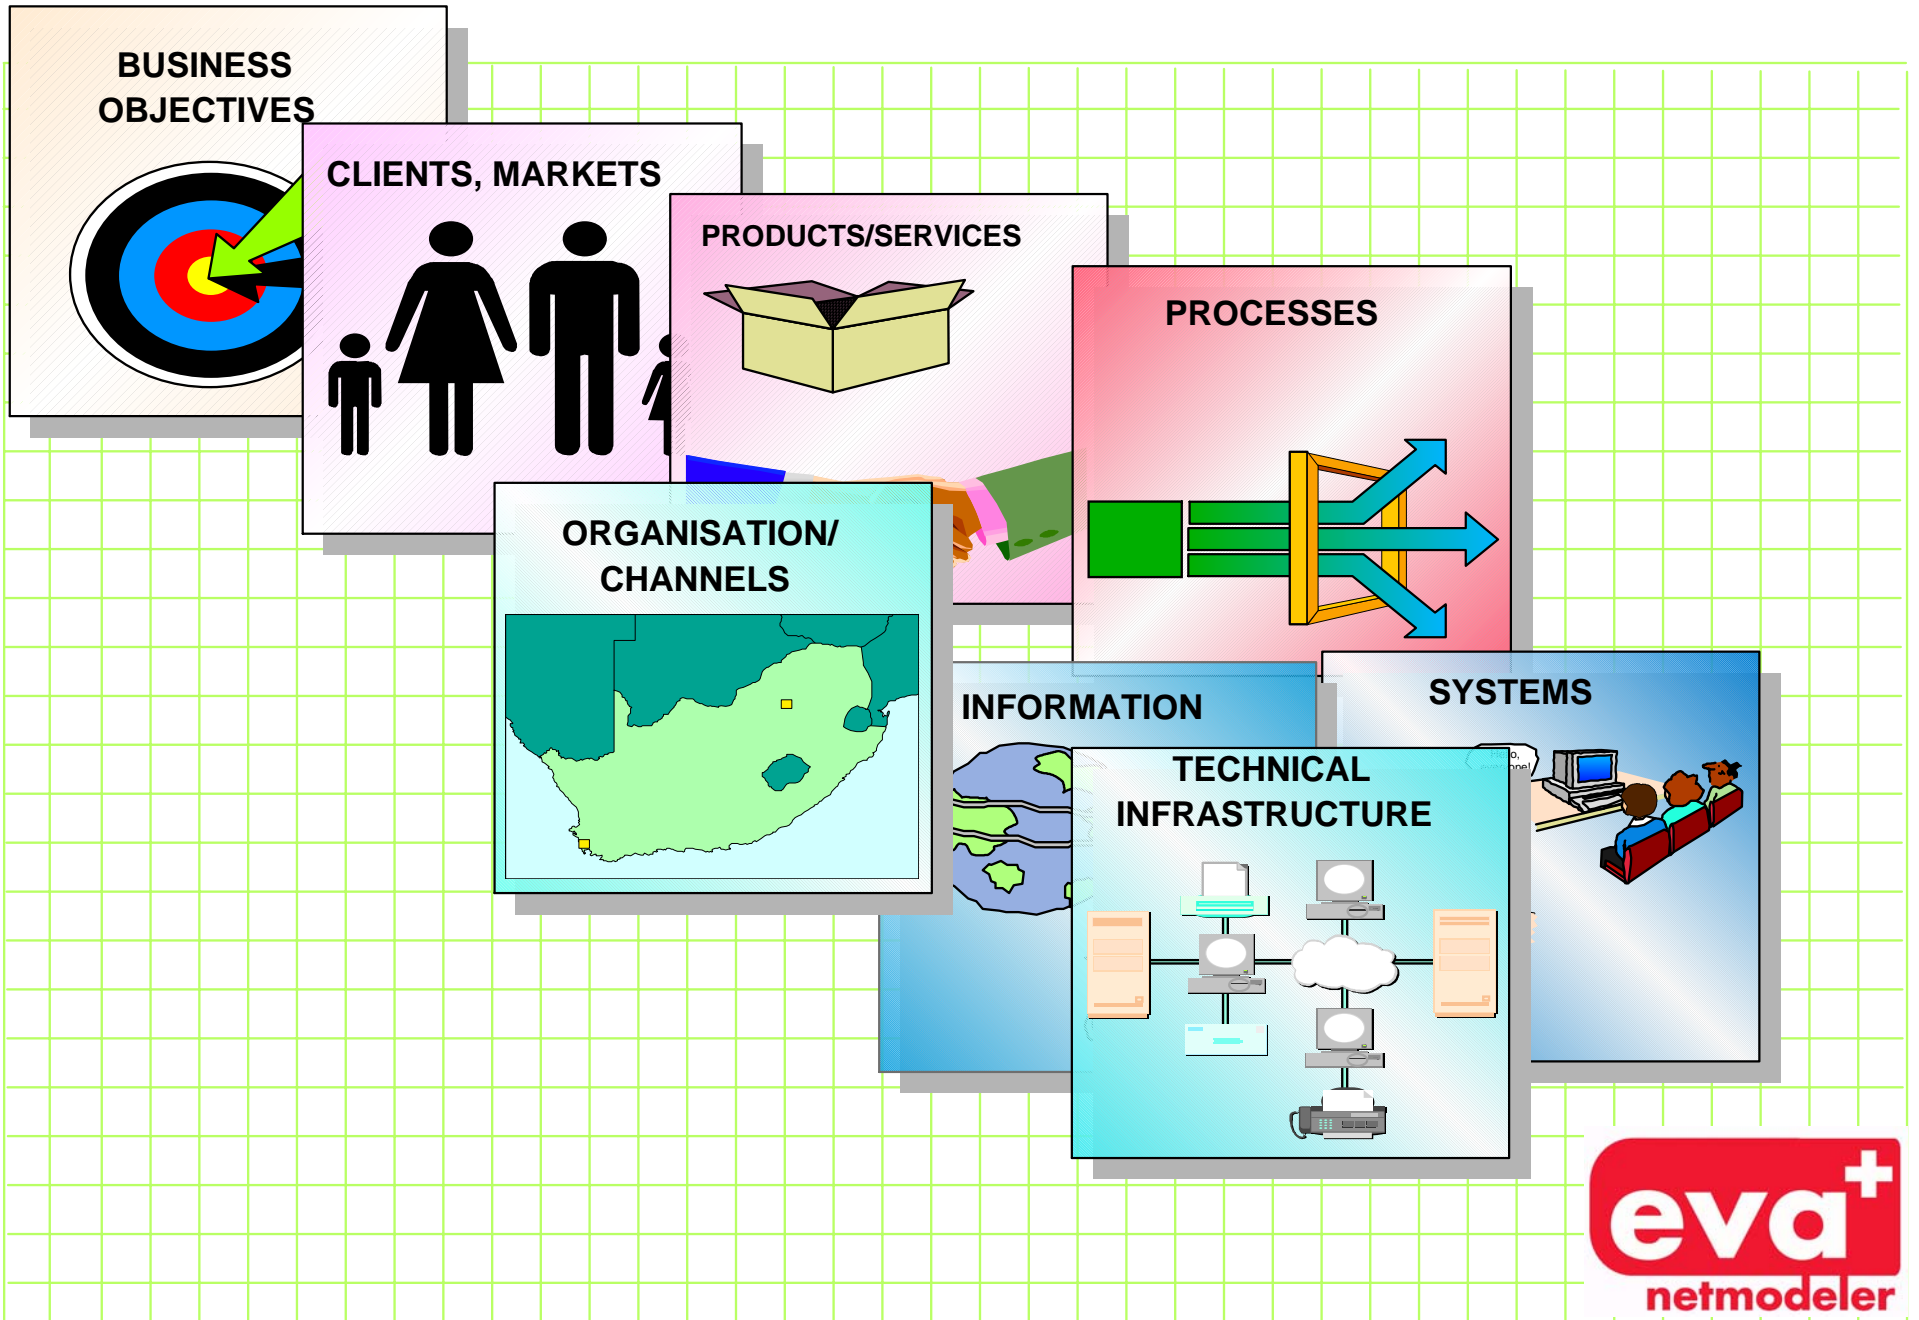 BUSINESS
OBJECTIVES
CLIENTS, MARKETS
PRODUCTS/SERVICES
PROCESSES
ORGANISATION/
CHANNELS
INFORMATION
SYSTEMS
TECHNICAL
INFRASTRUCTURE
eva+
netmodeler